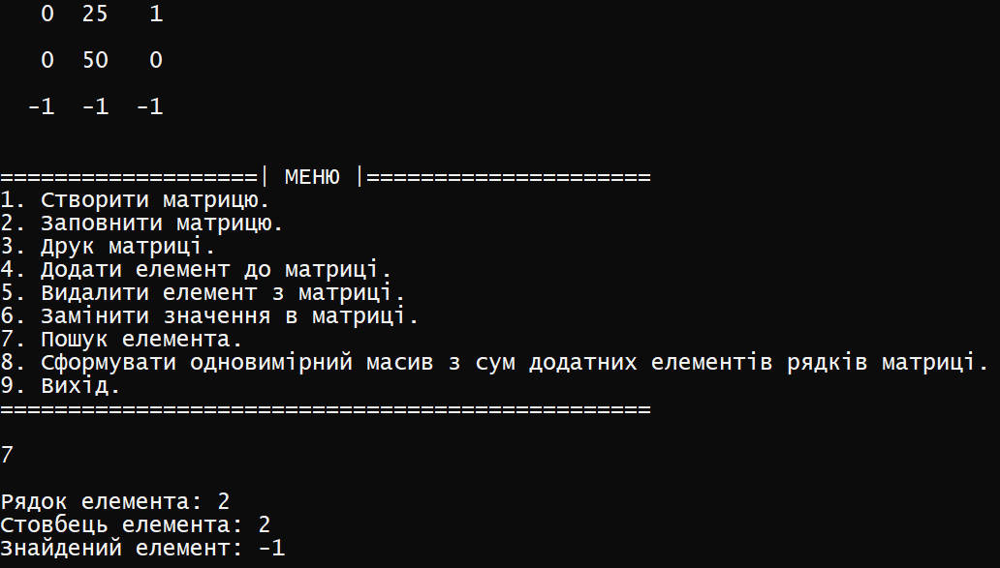 0 25 1
0 50 0
-1 -1 -1
===================| МЕНЮ |=====================
1. Створити матрицю.
2. Заповнити матрицю.
3. Друк матриці.
4. Додати елемент до матриці.
5. Видалити елемент з матриці.
6. Замінити значення в матриці.
7. Пошук елемента.
8. Сформувати одновимірний масив з сум додатних елементів рядків матриці.
9. Вихід.
================================================
7
Рядок елемента: 2
Стовбець елемента: 2
Знайдений елемент: -1